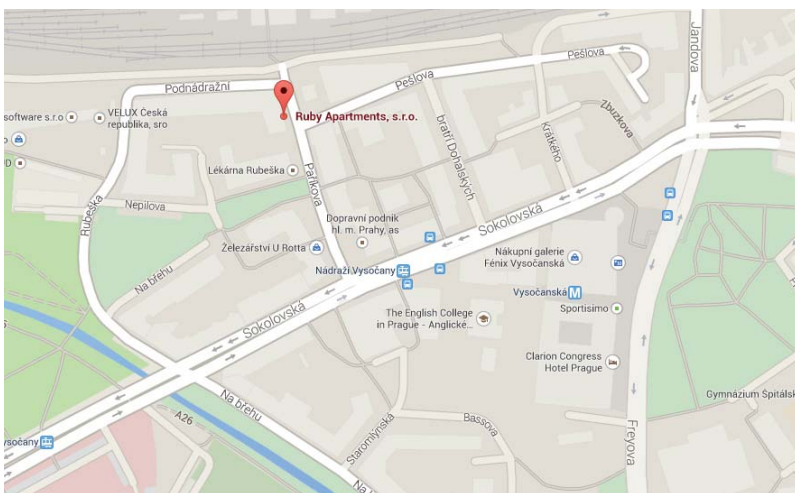 Jandova
Pešlova
Pešlova
Podnádražní
software s.r.o
VELUX Česká
republika, sro
Ruby Apartments, s.r.o.
Zbuzkova
bratří Dohalských
Krátkého
Lékárna Rubeška
Paříkova
Nepilova
Rubeška
Dopravní podnik
hl. m. Prahy, as
Sokolovská
Železářství U Rotta
Nákupní galerie
Fénix Vysočanská
Na břehu
Nádraží Vysočany
Vysočanská
M
Sportisimo
Sokolovská
The English College
in Prague - Anglické...
Clarion Congress
Hotel Prague
Gymnázium Špitálsk
Na břehu
A26
Staromlýnská
Bassova
Freyova
ysočany
Na b